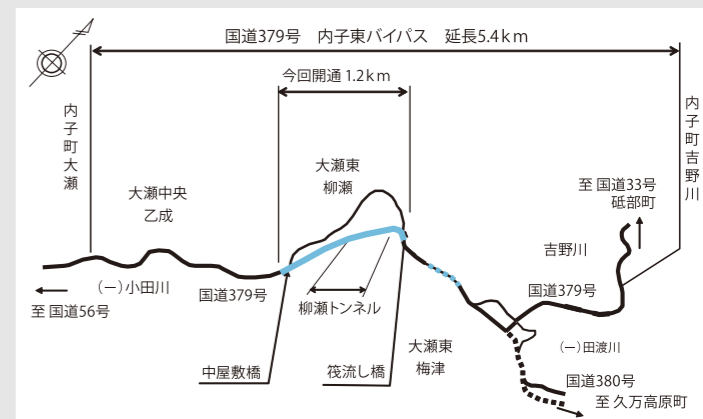 国道379号 内子東バイパス 延長5.4km
今回開通 1.2km
内子町大瀬
内子町吉野川
大瀬東
柳瀬
大瀬中央
乙成
至 国道33号
砥部町
吉野川
国道379号
(一)小田川
国道379号
至 国道56号
柳瀬トンネル
大瀬東
梅津
(一)田渡川
中屋敷橋
筏流し橋
国道380号
至 久万高原町